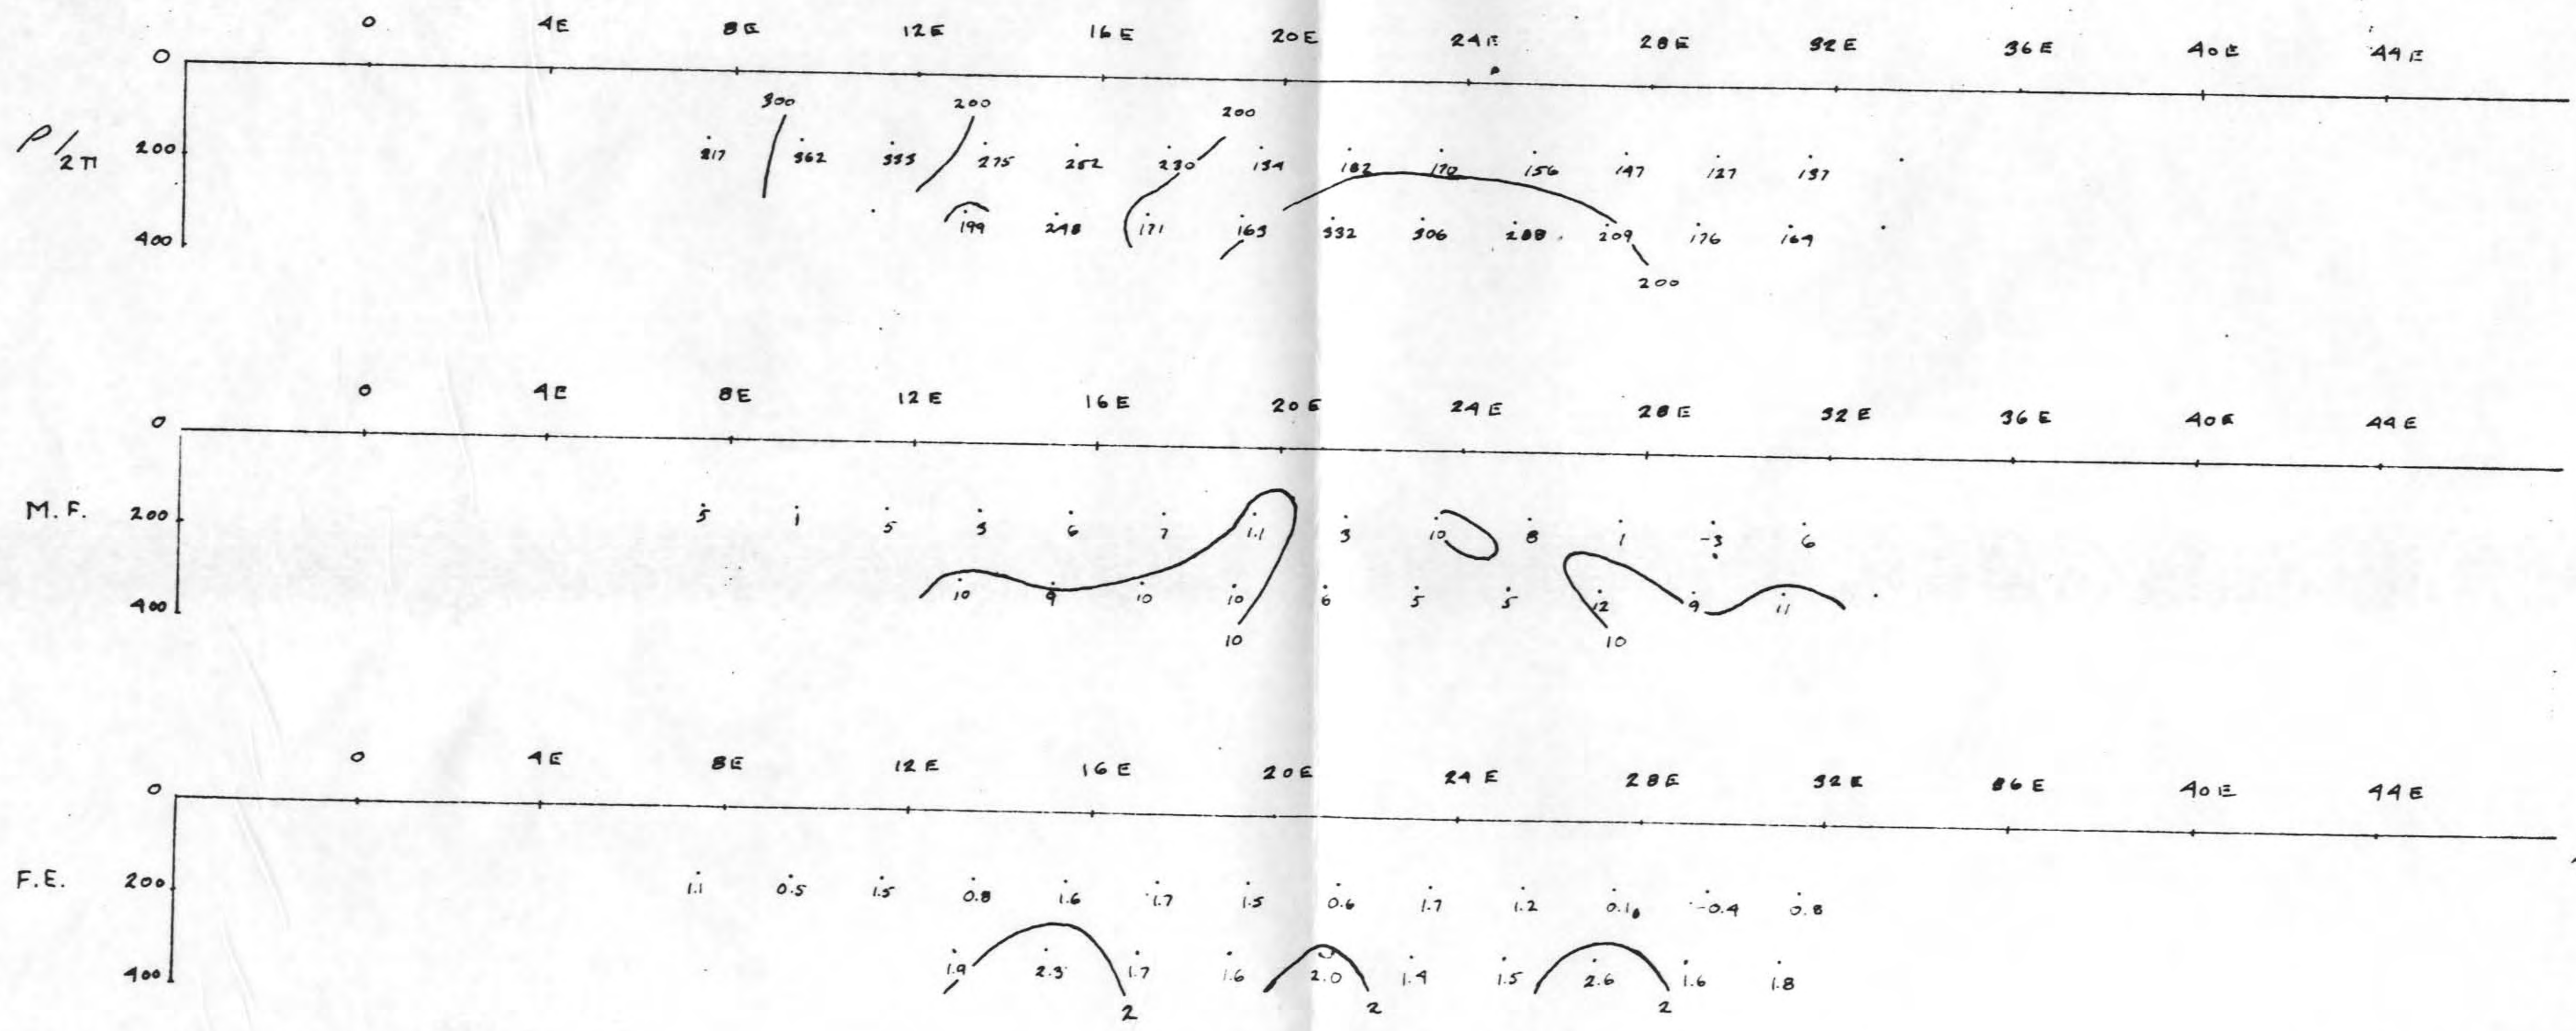 0 4E 8E 12E 16E 20E 24E 28E 32E 36E 40E 44E
0
300 200 200
ρ/2π 200 217 362 333 275 252 230 134 182 170 156 147 127 137
400 199 248 171 163 332 306 288 209 176 169
200
0 4E 8E 12E 16E 20E 24E 28E 32E 36E 40E 44E
0
M.F. 200 5 1 5 3 6 7 1.1 3 10 8 1 -3 6
400 10 9 10 10 6 5 5 12 9 11
10 10
0 4E 8E 12E 16E 20E 24E 28E 32E 36E 40E 44E
0
F.E. 200 1.1 0.5 1.5 0.8 1.6 1.7 1.5 0.6 1.7 1.2 0.1 -0.4 0.8
400 1.9 2.3 1.7 1.6 2.0 1.4 1.5 2.6 1.6 1.8
2 2 2